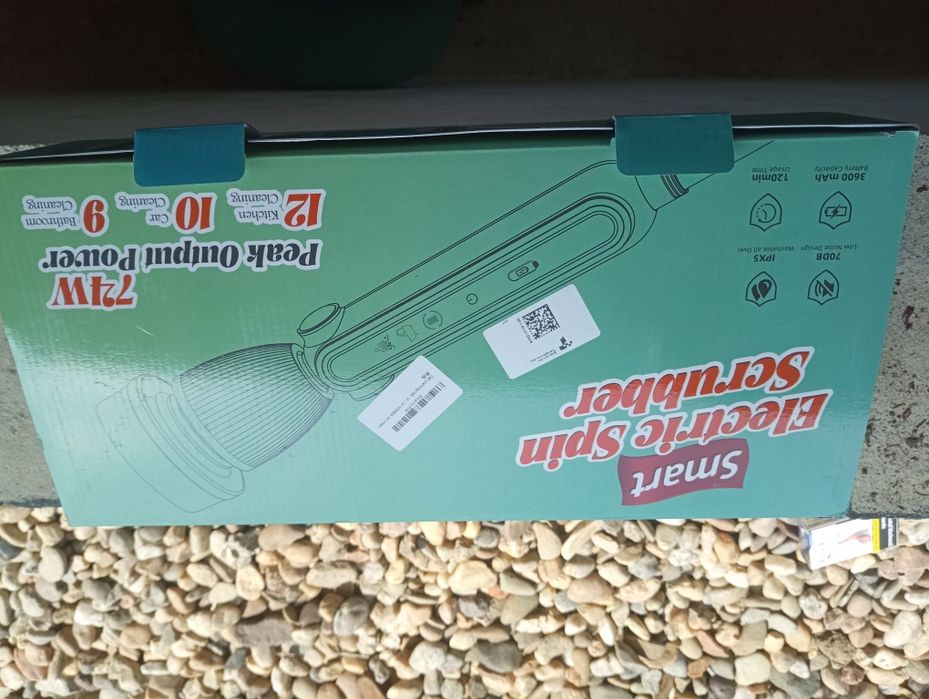 Smart
Electric Spin
Scrubber
70DB
Low Noise Design
IPX5
Washable all Over
3600 mAh
Battery Capacity
120min
Usage Time
74W
Peak Output Power
12
Kitchen
Cleaning
10
Car
Cleaning
9
Bathroom
Cleaning